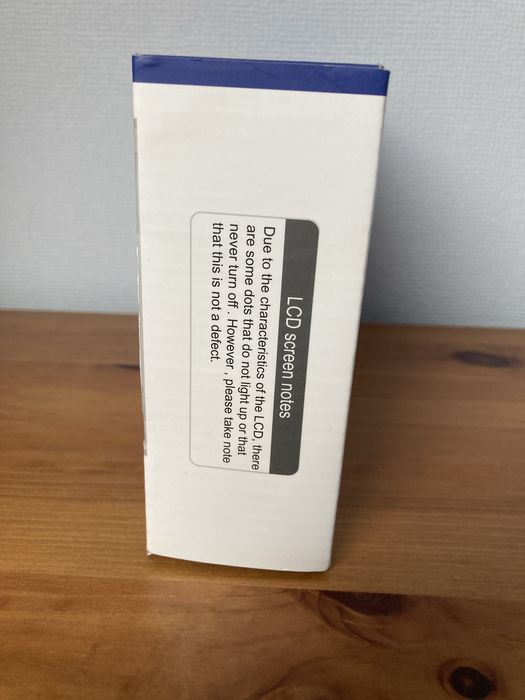 LCD screen notes
Due to the characteristics of the LCD, there
are some dots that do not light up or that
never turn off . However , please take note
that this is not a defect.